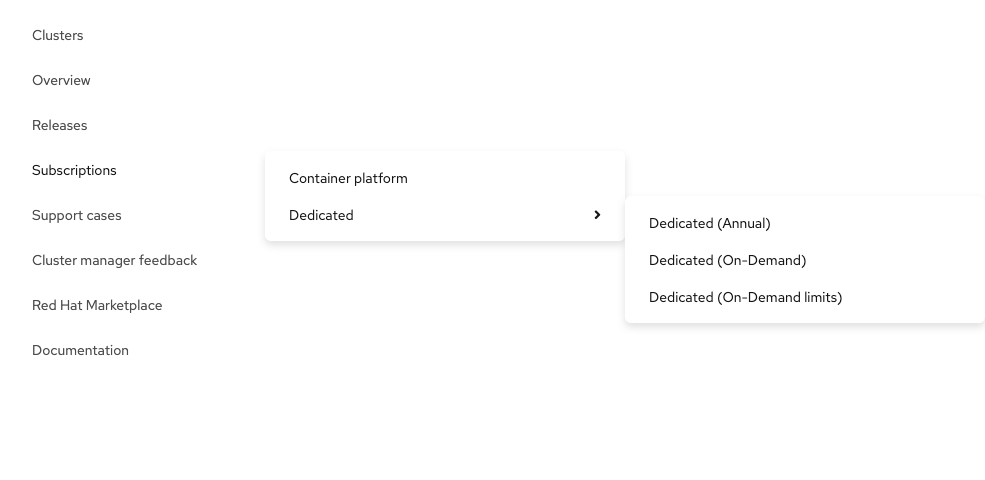 Clusters
Overview
Releases
Subscriptions
Support cases
Cluster manager feedback
Red Hat Marketplace
Documentation
Container platform
Dedicated
Dedicated (Annual)
Dedicated (On-Demand)
Dedicated (On-Demand limits)